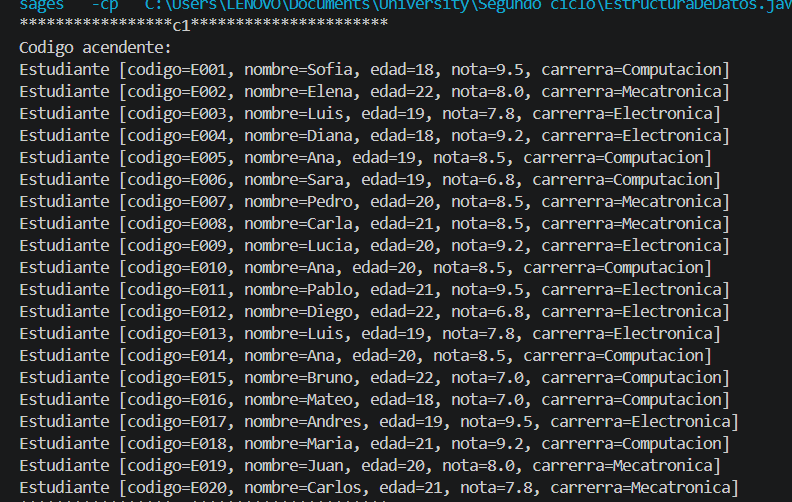 sages -cp C:\Users\LENOVO\Documents\University\Segundo ciclo\EstructuraDeDatos.jav
*****************c1**********************
Codigo acendente:
Estudiante [codigo=E001, nombre=Sofia, edad=18, nota=9.5, carrerra=Computacion]
Estudiante [codigo=E002, nombre=Elena, edad=22, nota=8.0, carrerra=Mecatronica]
Estudiante [codigo=E003, nombre=Luis, edad=19, nota=7.8, carrerra=Electronica]
Estudiante [codigo=E004, nombre=Diana, edad=18, nota=9.2, carrerra=Electronica]
Estudiante [codigo=E005, nombre=Ana, edad=19, nota=8.5, carrerra=Computacion]
Estudiante [codigo=E006, nombre=Sara, edad=19, nota=6.8, carrerra=Computacion]
Estudiante [codigo=E007, nombre=Pedro, edad=20, nota=8.5, carrerra=Mecatronica]
Estudiante [codigo=E008, nombre=Carla, edad=21, nota=8.5, carrerra=Mecatronica]
Estudiante [codigo=E009, nombre=Lucia, edad=20, nota=9.2, carrerra=Electronica]
Estudiante [codigo=E010, nombre=Ana, edad=20, nota=8.5, carrerra=Computacion]
Estudiante [codigo=E011, nombre=Pablo, edad=21, nota=9.5, carrerra=Electronica]
Estudiante [codigo=E012, nombre=Diego, edad=22, nota=6.8, carrerra=Electronica]
Estudiante [codigo=E013, nombre=Luis, edad=19, nota=7.8, carrerra=Electronica]
Estudiante [codigo=E014, nombre=Ana, edad=20, nota=8.5, carrerra=Computacion]
Estudiante [codigo=E015, nombre=Bruno, edad=22, nota=7.0, carrerra=Computacion]
Estudiante [codigo=E016, nombre=Mateo, edad=18, nota=7.0, carrerra=Computacion]
Estudiante [codigo=E017, nombre=Andres, edad=19, nota=9.5, carrerra=Electronica]
Estudiante [codigo=E018, nombre=Maria, edad=21, nota=9.2, carrerra=Computacion]
Estudiante [codigo=E019, nombre=Juan, edad=20, nota=8.0, carrerra=Mecatronica]
Estudiante [codigo=E020, nombre=Carlos, edad=21, nota=7.8, carrerra=Mecatronica]